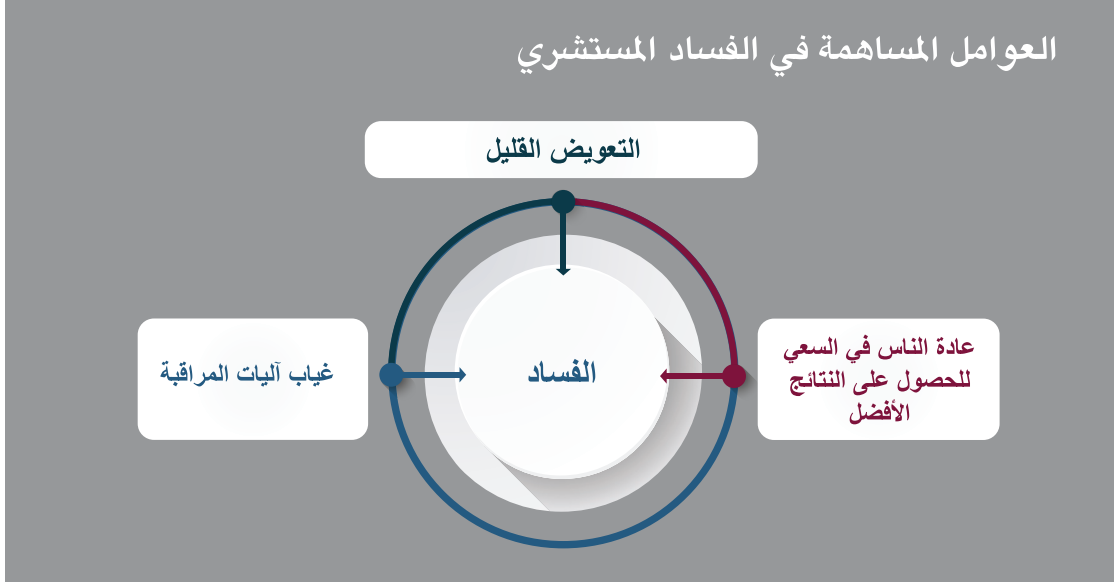 العوامل المساهمة في الفساد المستشري
التعويض القليل
عادة الناس في السعي
للحصول على النتائج
الأفضل
الفساد
غياب آليات المراقبة